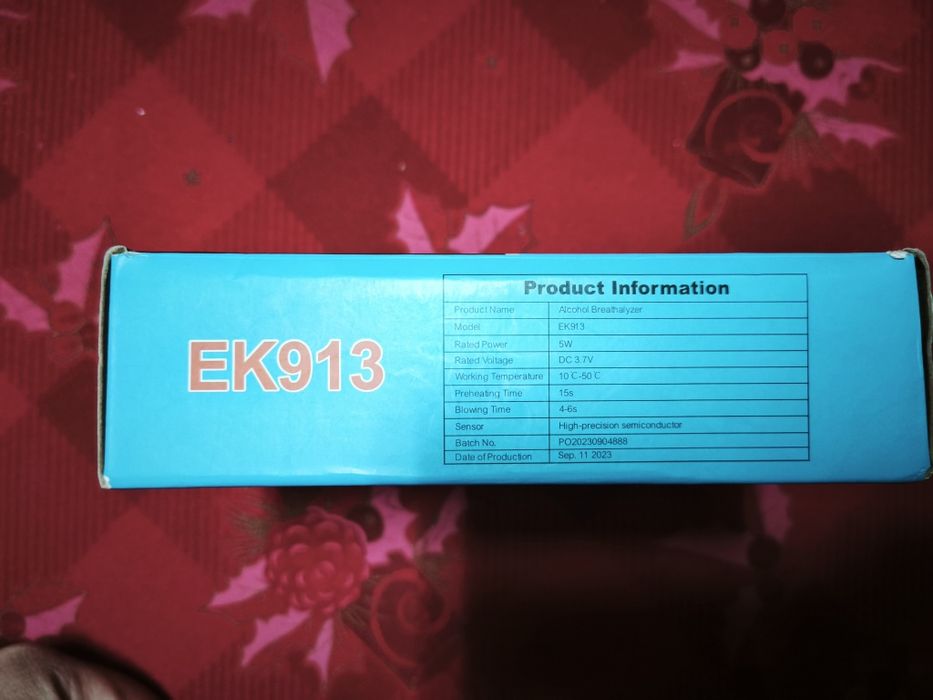 EK913
Product Information
Product Name Alcohol Breathalyzer
Model EK913
Rated Power 5W
Rated Voltage DC 3.7V
Working Temperature 10℃-50℃
Preheating Time 15s
Blowing Time 4-6s
Sensor High-precision semiconductor
Batch No. PO20230904888
Date of Production Sep. 11 2023